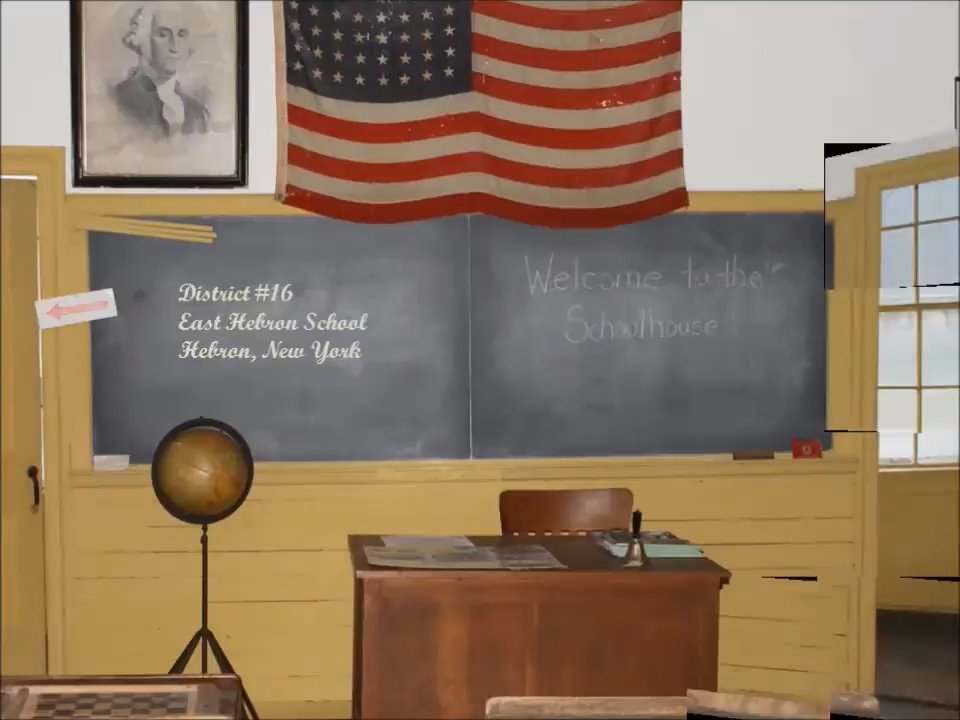 District #16
East Hebron School
Hebron, New York
Welcome to the
Schoolhouse